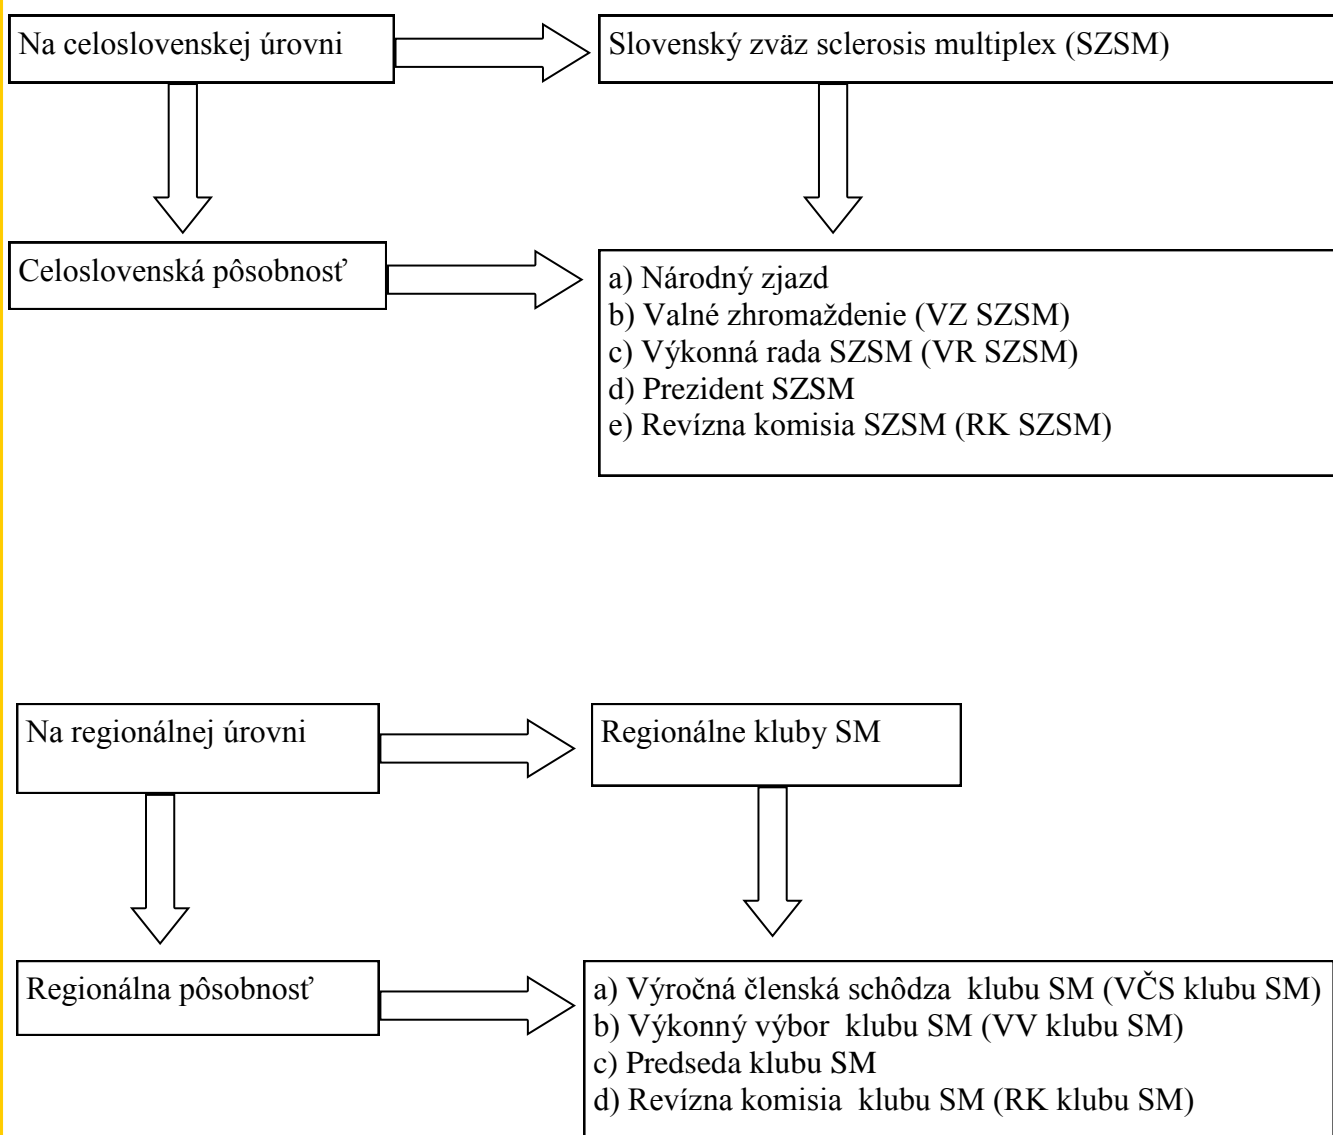 Na celoslovenskej úrovni
Slovenský zväz sclerosis multiplex (SZSM)
Celoslovenská pôsobnosť
a) Národný zjazd
b) Valné zhromaždenie (VZ SZSM)
c) Výkonná rada SZSM (VR SZSM)
d) Prezident SZSM
e) Revízna komisia SZSM (RK SZSM)
Na regionálnej úrovni
Regionálne kluby SM
Regionálna pôsobnosť
a) Výročná členská schôdza klubu SM (VČS klubu SM)
b) Výkonný výbor klubu SM (VV klubu SM)
c) Predseda klubu SM
d) Revízna komisia klubu SM (RK klubu SM)